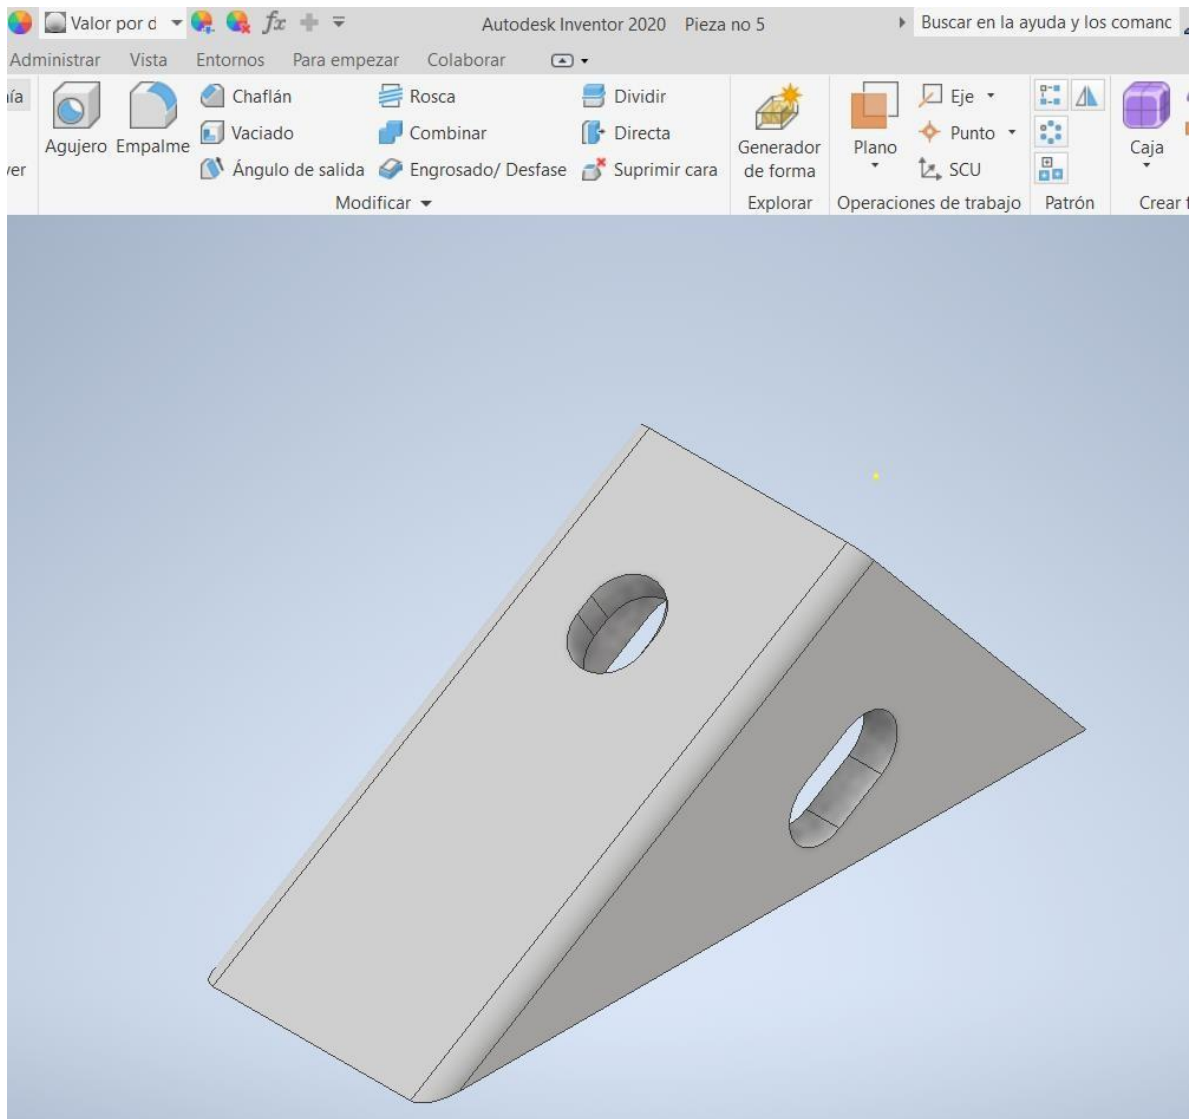 Valor por d fx Autodesk Inventor 2020 Pieza no 5 Buscar en la ayuda y los comanc
Administrar Vista Entornos Para empezar Colaborar
Agujero Empalme
Chaflán
Vaciado
Ángulo de salida
Rosca
Combinar
Engrosado/ Desfase
Dividir
Directa
Suprimir cara
Modificar
Generador
de forma
Explorar
Plano
Eje
Punto
SCU
Operaciones de trabajo
Patrón
Caja
Crear f